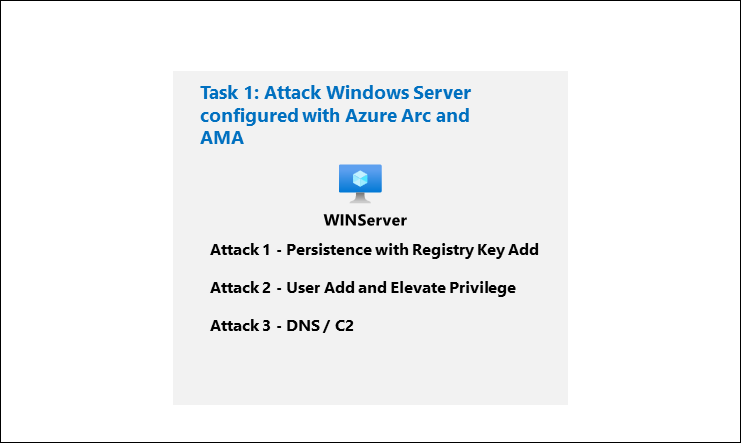 Task 1: Attack Windows Server
configured with Azure Arc and
AMA
WINServer
Attack 1 - Persistence with Registry Key Add
Attack 2 - User Add and Elevate Privilege
Attack 3 - DNS / C2